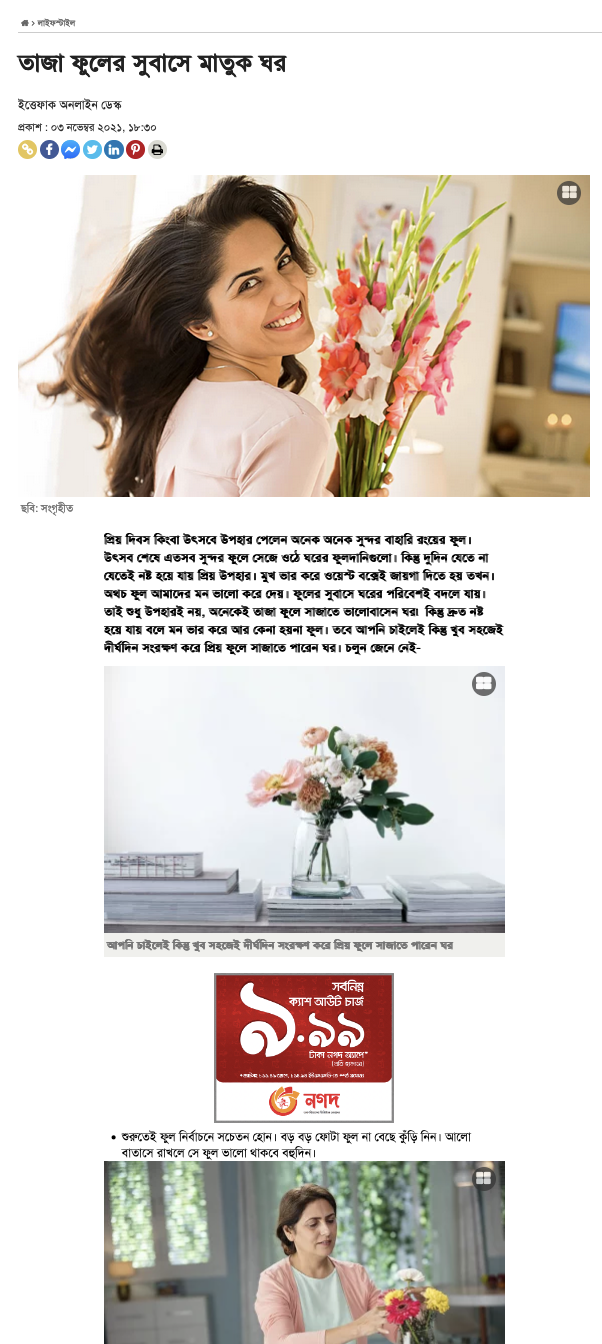 লাইফস্টাইল
তাজা ফুলের সুবাসে মাতুক ঘর
ইত্তেফাক অনলাইন ডেস্ক
প্রকাশ : ০৩ নভেম্বর ২০২১, ১৮:৩০
ছবি: সংগৃহীত
প্রিয় দিবস কিংবা উৎসবে উপহার পেলেন অনেক অনেক সুন্দর বাহারি রংয়ের ফুল।
উৎসব শেষে এতসব সুন্দর ফুলে সেজে ওঠে ঘরের ফুলদানিগুলো। কিন্তু দুদিন যেতে না
যেতেই নষ্ট হয়ে যায় প্রিয় উপহার। মুখ ভার করে ওয়েস্ট বক্সেই জায়গা দিতে হয় তখন।
অথচ ফুল আমাদের মন ভালো করে দেয়। ফুলের সুবাসে ঘরের পরিবেশই বদলে যায়।
তাই শুধু উপহারই নয়, অনেকেই তাজা ফুলে সাজাতে ভালোবাসেন ঘর৷ কিন্তু দ্রুত নষ্ট
হয়ে যায় বলে মন ভার করে আর কেনা হয়না ফুল। তবে আপনি চাইলেই কিন্তু খুব সহজেই
দীর্ঘদিন সংরক্ষণ করে প্রিয় ফুলে সাজাতে পারেন ঘর। চলুন জেনে নেই-
আপনি চাইলেই কিন্তু খুব সহজেই দীর্ঘদিন সংরক্ষণ করে প্রিয় ফুলে সাজাতে পারেন ঘর
সর্বনিম্ন
ক্যাশ আউট চার্জ
৯.৯৯
টাকা নগদ অ্যাপে*
(প্রতি হাজারে)
নগদ
• শুরুতেই ফুল নির্বাচনে সচেতন হোন। বড় বড় ফোটা ফুল না বেছে কুঁড়ি নিন। আলো
বাতাসে রাখলে সে ফুল ভালো থাকবে বহুদিন।